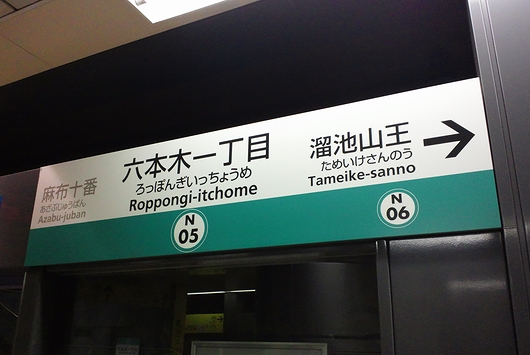 麻布十番
あざぶじゅうばん
Azabu-juban
六本木一丁目
ろっぽんぎいっちょうめ
Roppongi-itchome
N
05
溜池山王
ためいけさんのう
Tameike-sanno
→
N
06